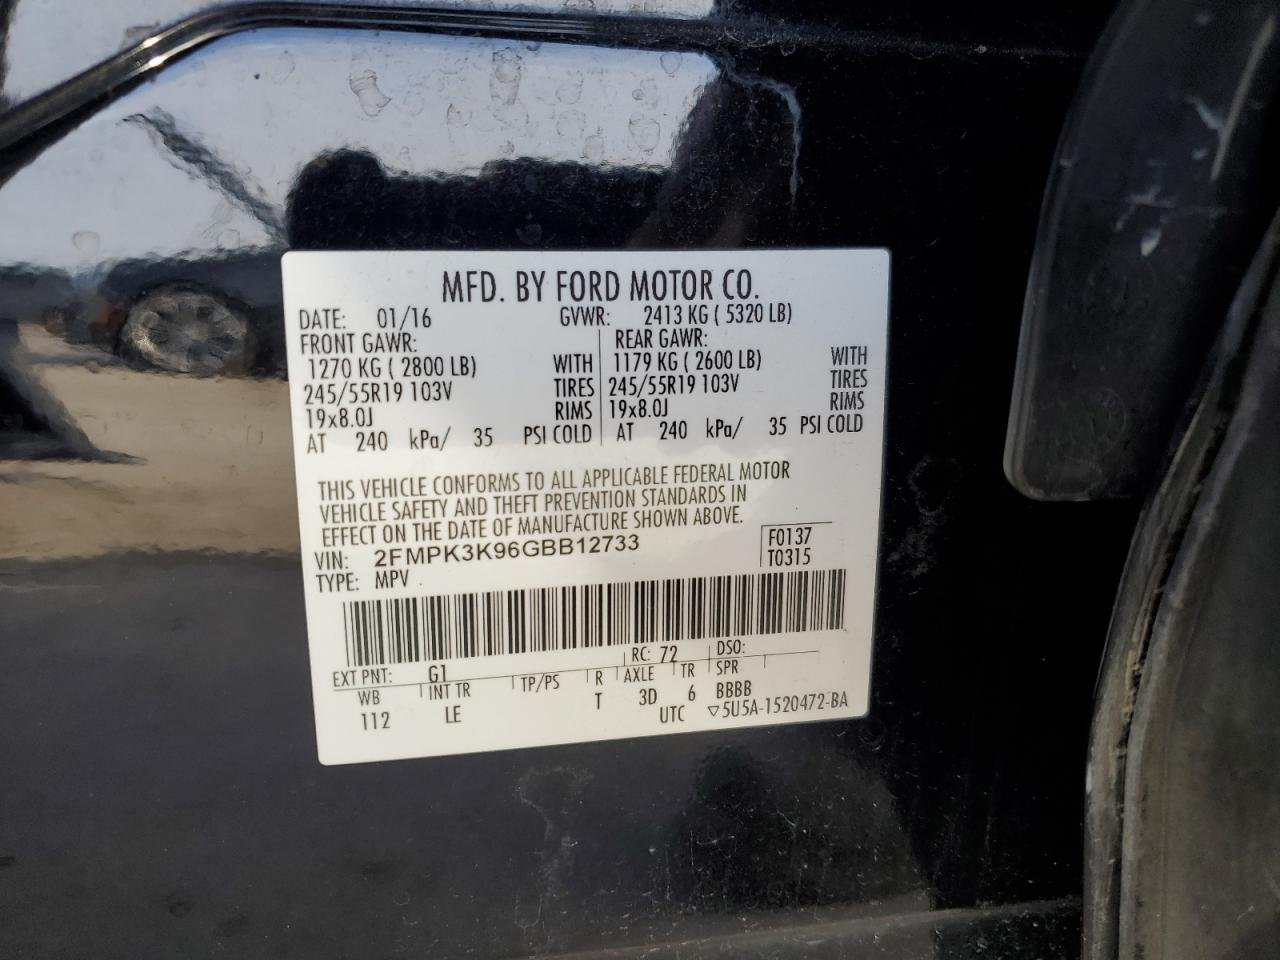 MFD. BY FORD MOTOR CO.
DATE: 01/16 GVWR: 2413 KG ( 5320 LB)
FRONT GAWR: REAR GAWR:
1270 KG ( 2800 LB) WITH 1179 KG ( 2600 LB) WITH
245/55R19 103V TIRES 245/55R19 103V TIRES
19x8.0J RIMS 19x8.0J RIMS
AT 240 kPa/ 35 PSI COLD AT 240 kPa/ 35 PSI COLD
THIS VEHICLE CONFORMS TO ALL APPLICABLE FEDERAL MOTOR
VEHICLE SAFETY AND THEFT PREVENTION STANDARDS IN
EFFECT ON THE DATE OF MANUFACTURE SHOWN ABOVE.
VIN: 2FMPK3K96GBB12733 F0137
TYPE: MPV T0315
EXT PNT: G1 RC: 72 DSO:
WB INT TR TP/PS R AXLE TR SPR
112 LE T 3D 6 BBBB
UTC ▽5U5A-1520472-BA